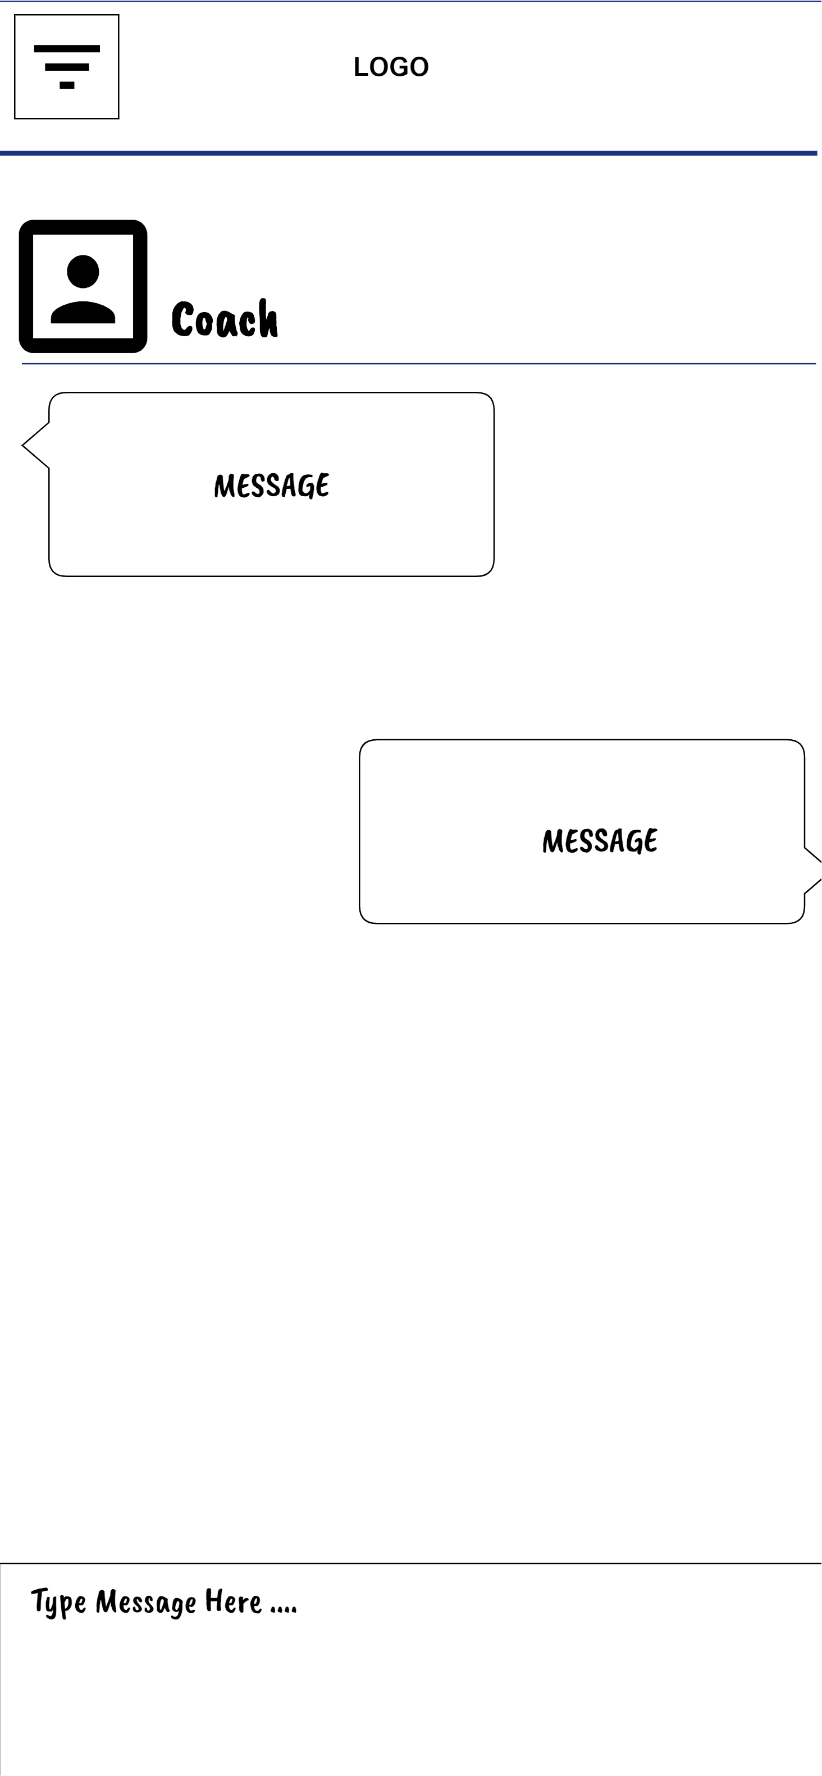 LOGO
Coach
MESSAGE
MESSAGE
Type Message Here ....